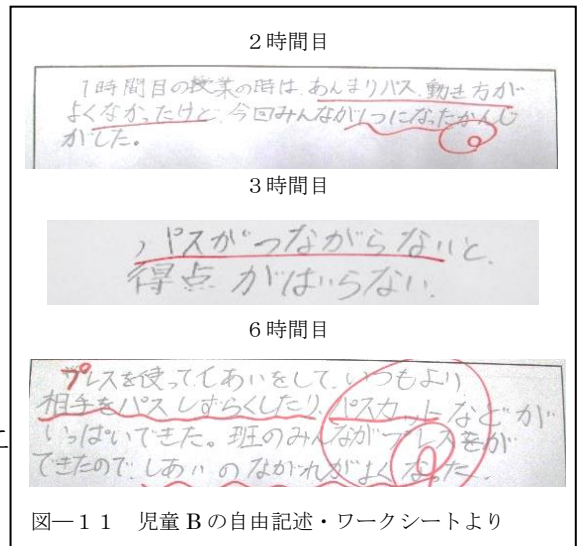 2時間目
1時間目の授業の時は、あんまりパス、動き方が
よくなかったけど、今回みんなが1つになったかんじ
がした。
3時間目
パスがつながらないと、
得点がはいらない。
6時間目
プレスを使ってしあいをして、いつもより
相手をパスしずらくしたり、パスカットなどが
いっぱいできた。班のみんながプレスをが
できたので、しあいのながれがよくなった。
図―11 児童Bの自由記述・ワークシートより